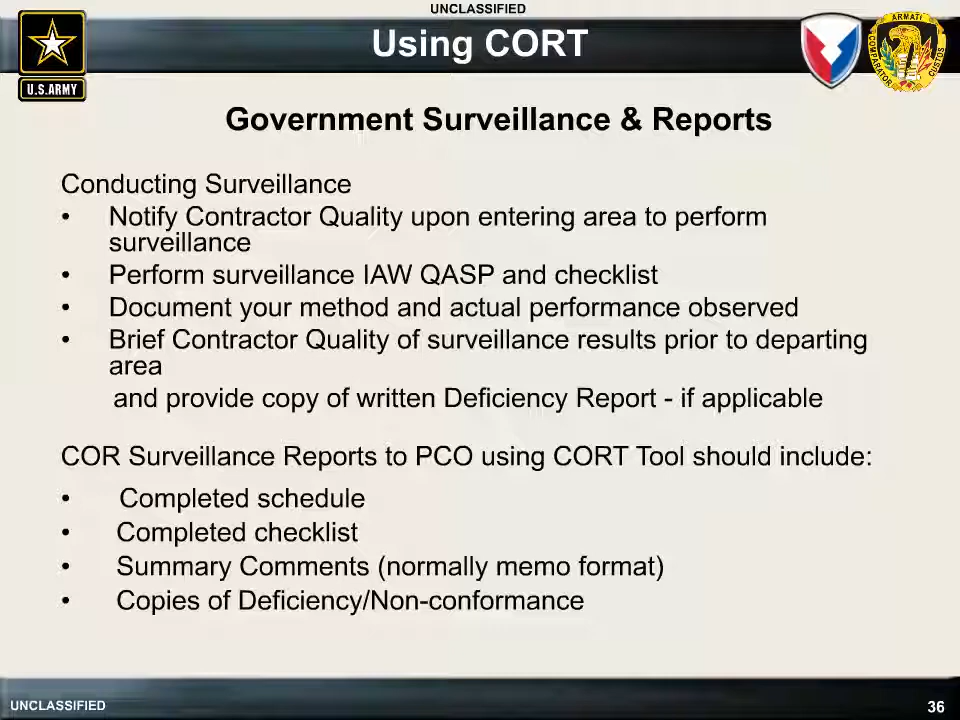 UNCLASSIFIED
Using CORT
U.S.ARMY
ARMATI
COMPARATOR
CUSTOS
Government Surveillance & Reports
Conducting Surveillance
• Notify Contractor Quality upon entering area to perform
surveillance
• Perform surveillance IAW QASP and checklist
• Document your method and actual performance observed
• Brief Contractor Quality of surveillance results prior to departing
area
and provide copy of written Deficiency Report - if applicable
COR Surveillance Reports to PCO using CORT Tool should include:
• Completed schedule
• Completed checklist
• Summary Comments (normally memo format)
• Copies of Deficiency/Non-conformance
UNCLASSIFIED
36